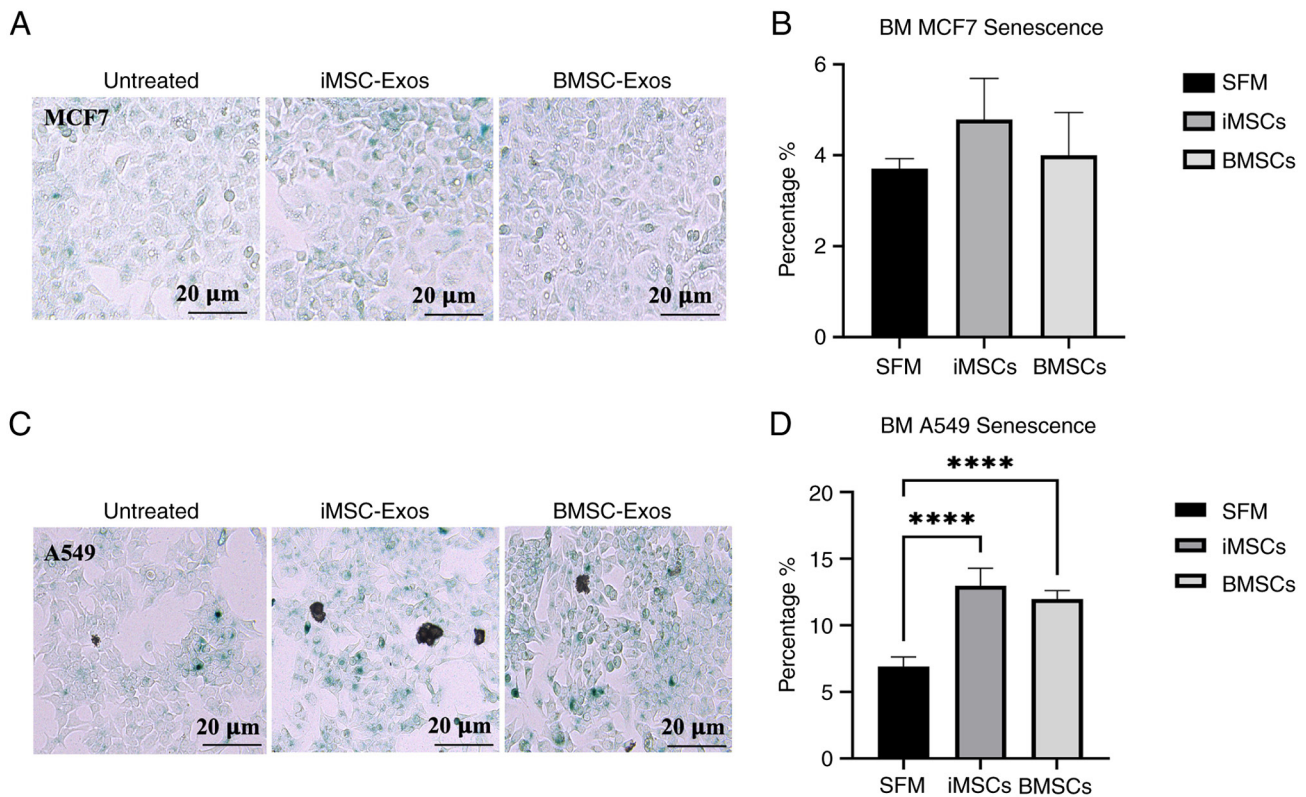 A
Untreated
iMSC-Exos
BMSC-Exos
MCF7
20 μm
20 μm
20 μm
B
BM MCF7 Senescence
Percentage %
6
4
2
0
SFM
iMSCs
BMSCs
SFM
iMSCs
BMSCs
C
Untreated
iMSC-Exos
BMSC-Exos
A549
20 μm
20 μm
20 μm
D
BM A549 Senescence
Percentage %
20
15
10
5
0
****
****
SFM
iMSCs
BMSCs
SFM
iMSCs
BMSCs